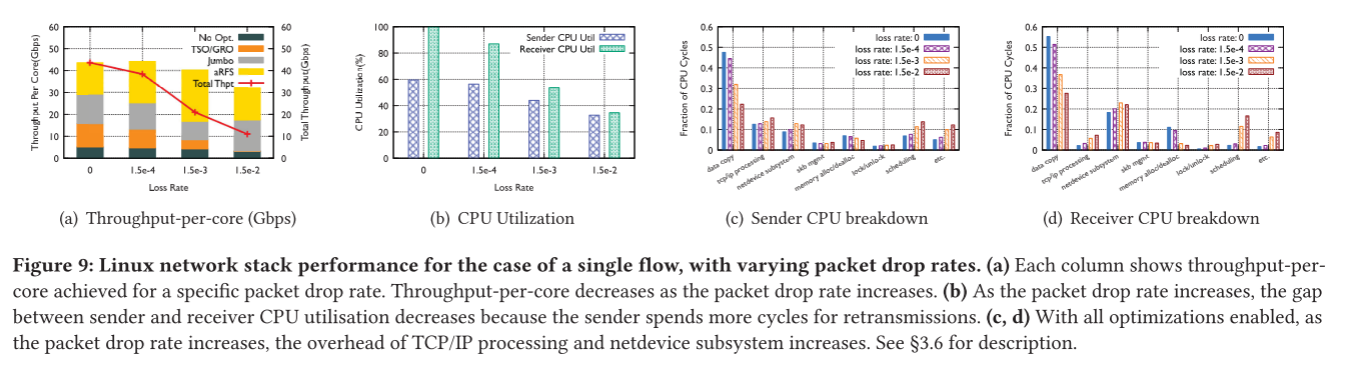 60
50
40
30
20
10
0
Throughput Per Core(Gbps)
No Opt.
TSO/GRO
Jumbo
aRFS
Total Thpt
60
50
40
30
20
10
0
Total Throughput(Gbps)
0 1.5e-4 1.5e-3 1.5e-2
Loss Rate
(a) Throughput-per-core (Gbps)
100
80
60
40
20
0
CPU Utilization(%)
Sender CPU Util
Receiver CPU Util
0 1.5e-4 1.5e-3 1.5e-2
Loss Rate
(b) CPU Utilization
0.6
0.5
0.4
0.3
0.2
0.1
0
Fraction of CPU Cycles
loss rate: 0
loss rate: 1.5e-4
loss rate: 1.5e-3
loss rate: 1.5e-2
data copy
tcp/ip processing
netdevice subsystem
skb mgmt
memory alloc/dealloc
lock/unlock
scheduling
etc.
(c) Sender CPU breakdown
0.6
0.5
0.4
0.3
0.2
0.1
0
Fraction of CPU Cycles
loss rate: 0
loss rate: 1.5e-4
loss rate: 1.5e-3
loss rate: 1.5e-2
data copy
tcp/ip processing
netdevice subsystem
skb mgmt
memory alloc/dealloc
lock/unlock
scheduling
etc.
(d) Receiver CPU breakdown
Figure 9: Linux network stack performance for the case of a single flow, with varying packet drop rates. (a) Each column shows throughput-per-
core achieved for a specific packet drop rate. Throughput-per-core decreases as the packet drop rate increases. (b) As the packet drop rate increases, the gap
between sender and receiver CPU utilisation decreases because the sender spends more cycles for retransmissions. (c, d) With all optimizations enabled, as
the packet drop rate increases, the overhead of TCP/IP processing and netdevice subsystem increases. See §3.6 for description.